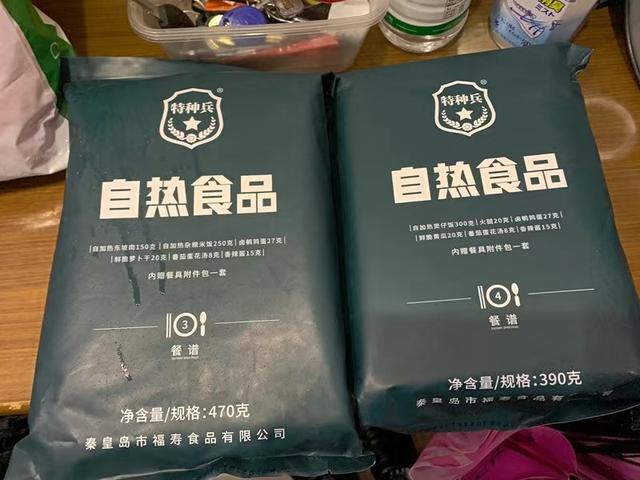 特种兵
自热食品
自加热东坡肉150克|自加热杂粮米饭250克|卤鹌鹑蛋27克
鲜脆萝卜干20克|番茄蛋花汤8克|香辣酱15克
内赠餐具附件包一套
3
餐谱
净含量/规格:470克
秦皇岛市福寿食品有限公司
特种兵
自热食品
自加热煲仔饭300克|火腿20克|卤鹌鹑蛋27克
鲜脆黄瓜20克|番茄蛋花汤8克|香辣酱15克
内赠餐具附件包一套
4
餐谱
净含量/规格:390克
秦皇岛市福寿食品有